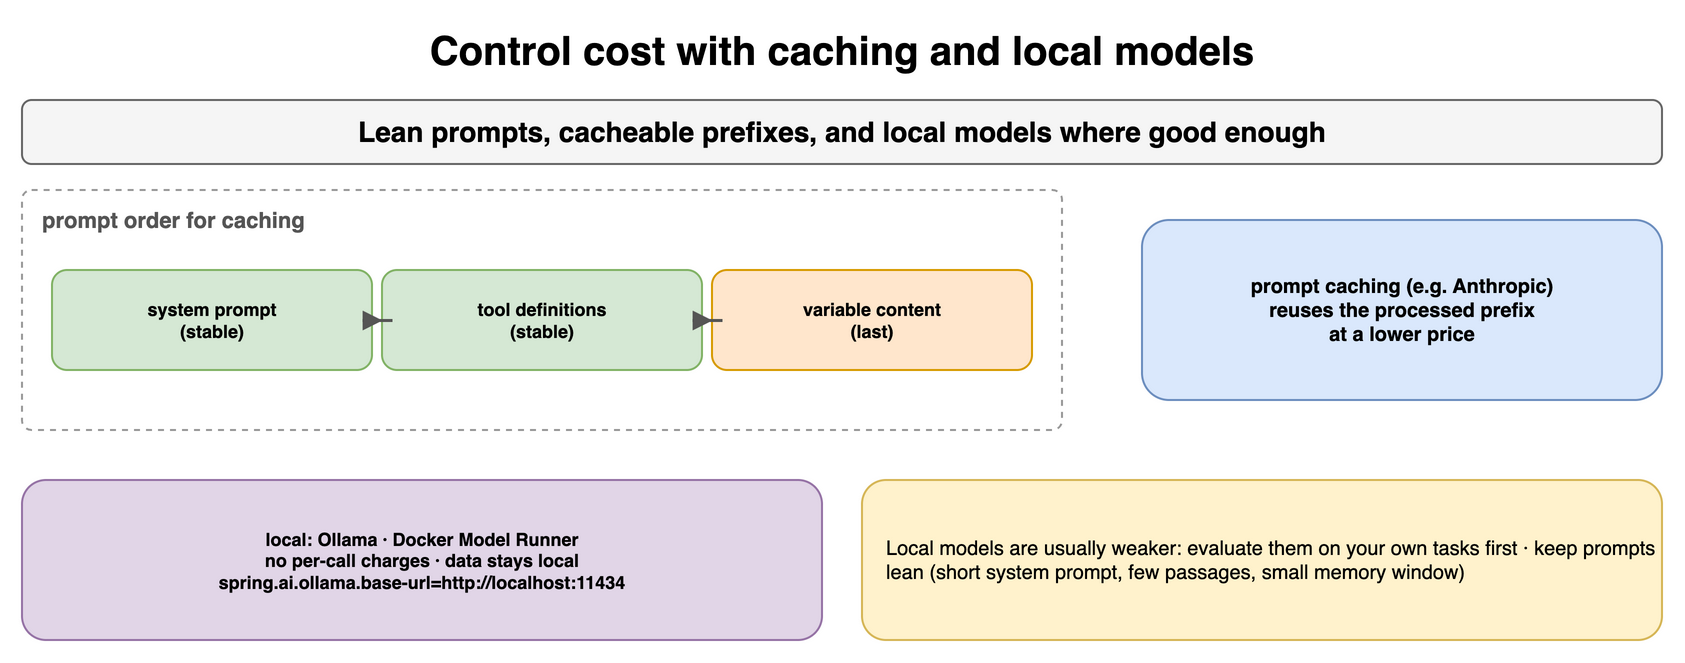 Control cost with caching and local models
Lean prompts, cacheable prefixes, and local models where good enough
prompt order for caching
system prompt
(stable)
tool definitions
(stable)
variable content
(last)
prompt caching (e.g. Anthropic)
reuses the processed prefix
at a lower price
local: Ollama · Docker Model Runner
no per-call charges · data stays local
spring.ai.ollama.base-url=http://localhost:11434
Local models are usually weaker: evaluate them on your own tasks first · keep prompts
lean (short system prompt, few passages, small memory window)